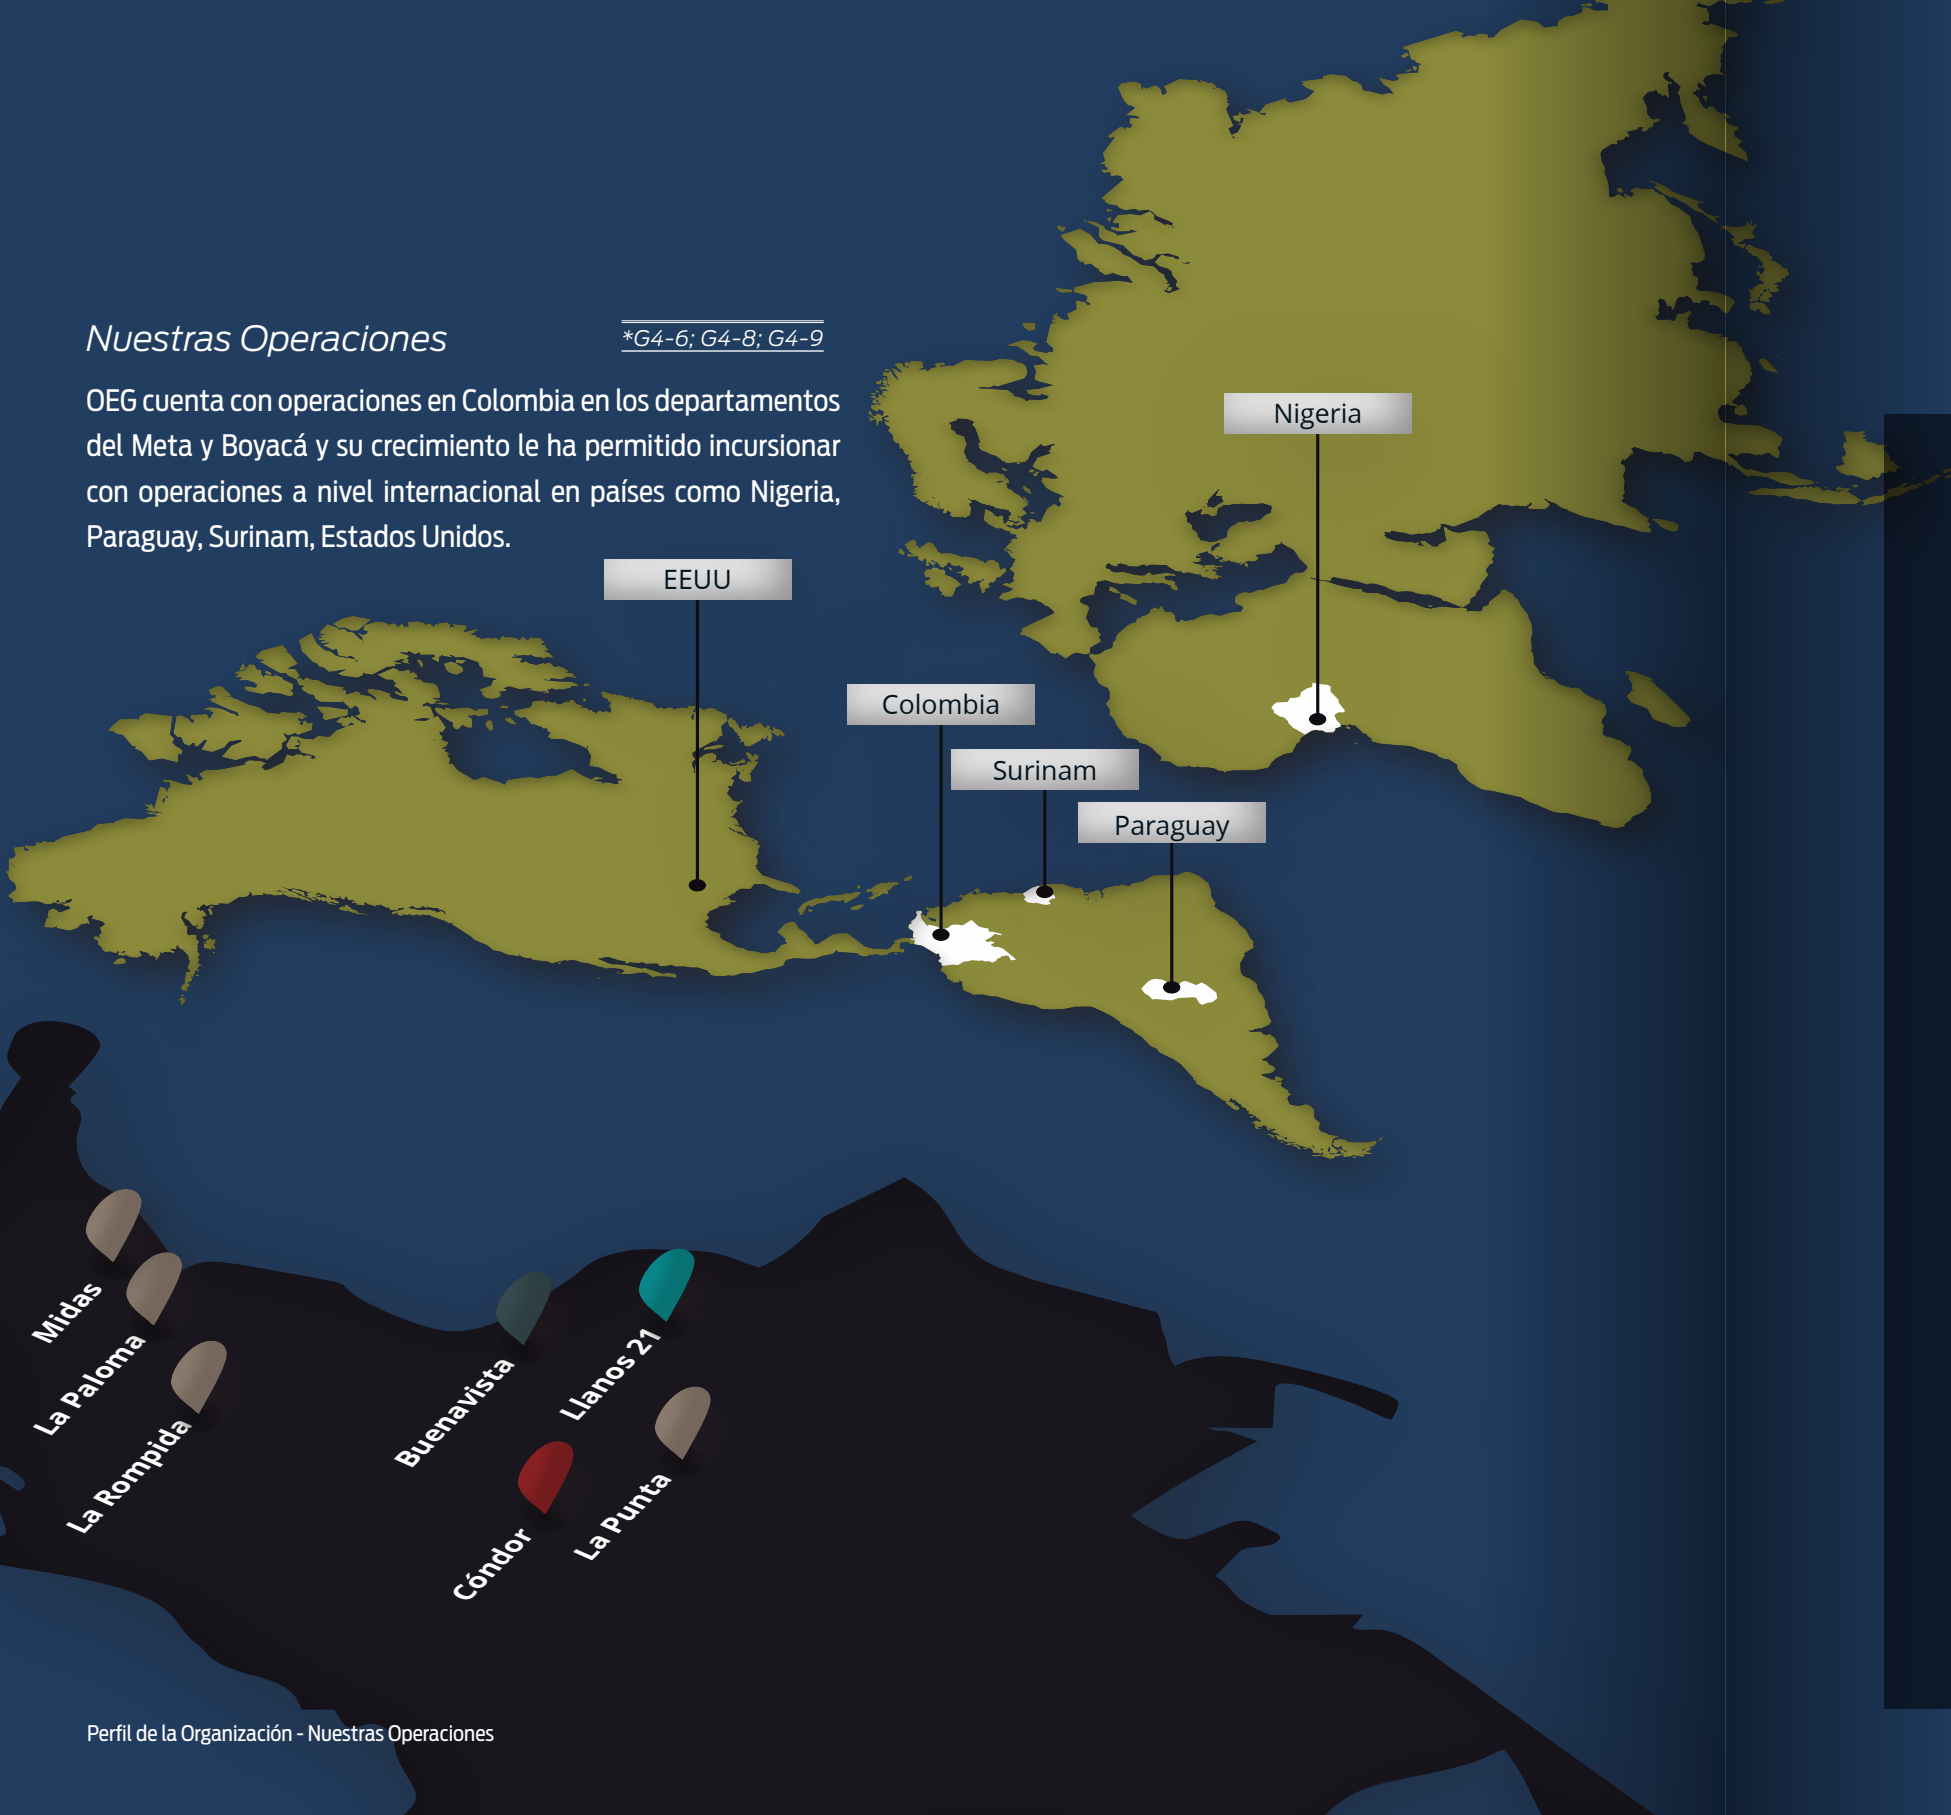 Nuestras Operaciones
*G4-6; G4-8; G4-9
OEG cuenta con operaciones en Colombia en los departamentos
del Meta y Boyacá y su crecimiento le ha permitido incursionar
con operaciones a nivel internacional en países como Nigeria,
Paraguay, Surinam, Estados Unidos.
Nigeria
EEUU
Colombia
Surinam
Paraguay
Midas
La Paloma
La Rompida
Buenavista
Llanos 21
Cóndor
La Punta
Perfil de la Organización - Nuestras Operaciones